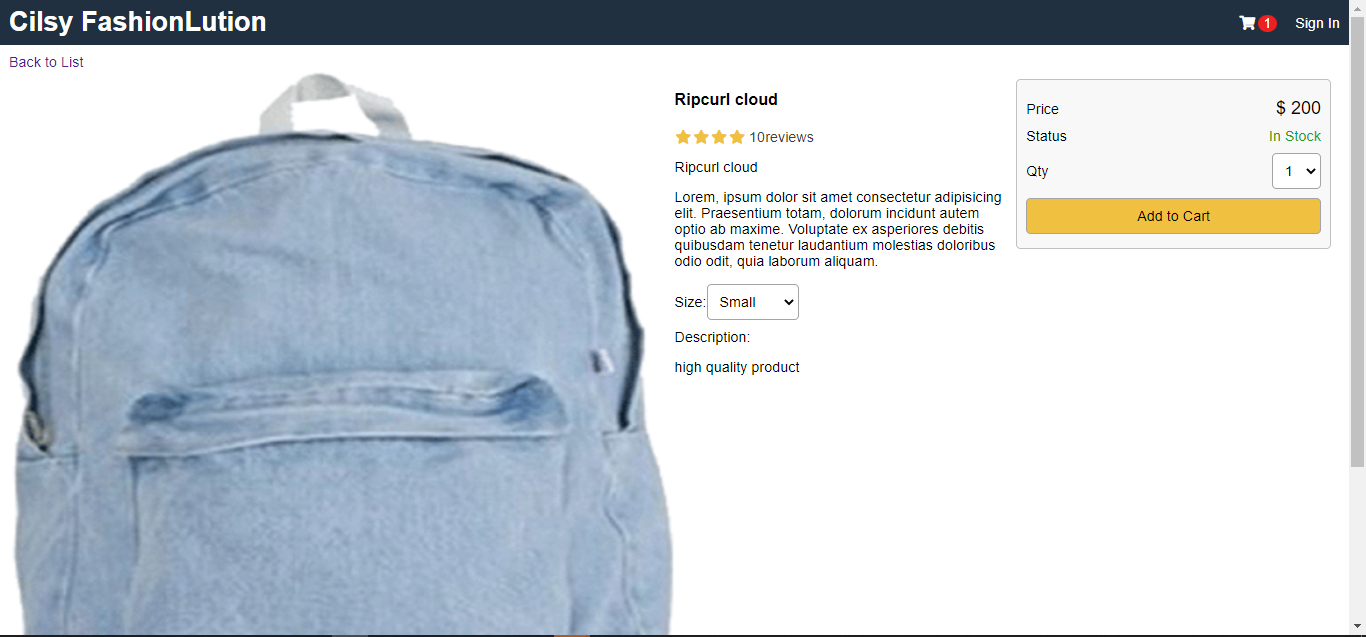 Cilsy FashionLution
1 Sign In
Back to List
Ripcurl cloud
10reviews
Ripcurl cloud
Lorem, ipsum dolor sit amet consectetur adipisicing
elit. Praesentium totam, dolorum incidunt autem
optio ab maxime. Voluptate ex asperiores debitis
quibusdam tenetur laudantium molestias doloribus
odio odit, quia laborum aliquam.
Size: Small
Description:
high quality product
Price $ 200
Status In Stock
Qty 1
Add to Cart